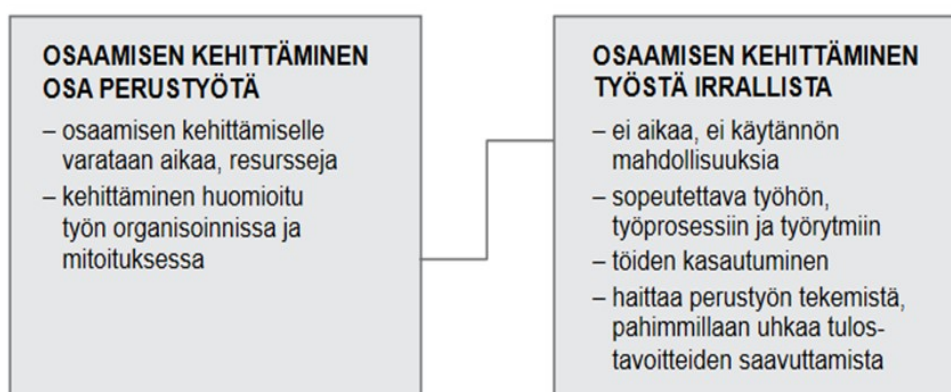 OSAAMISEN KEHITTÄMINEN
OSA PERUSTYÖTÄ
– osaamisen kehittämiselle
varataan aikaa, resursseja
– kehittäminen huomioitu
työn organisoinnissa ja
mitoituksessa
OSAAMISEN KEHITTÄMINEN
TYÖSTÄ IRRALLISTA
– ei aikaa, ei käytännön
mahdollisuuksia
– sopeutettava työhön,
työprosessiin ja työrytmiin
– töiden kasautuminen
– haittaa perustyön tekemistä,
pahimmillaan uhkaa tulos-
tavoitteiden saavuttamista